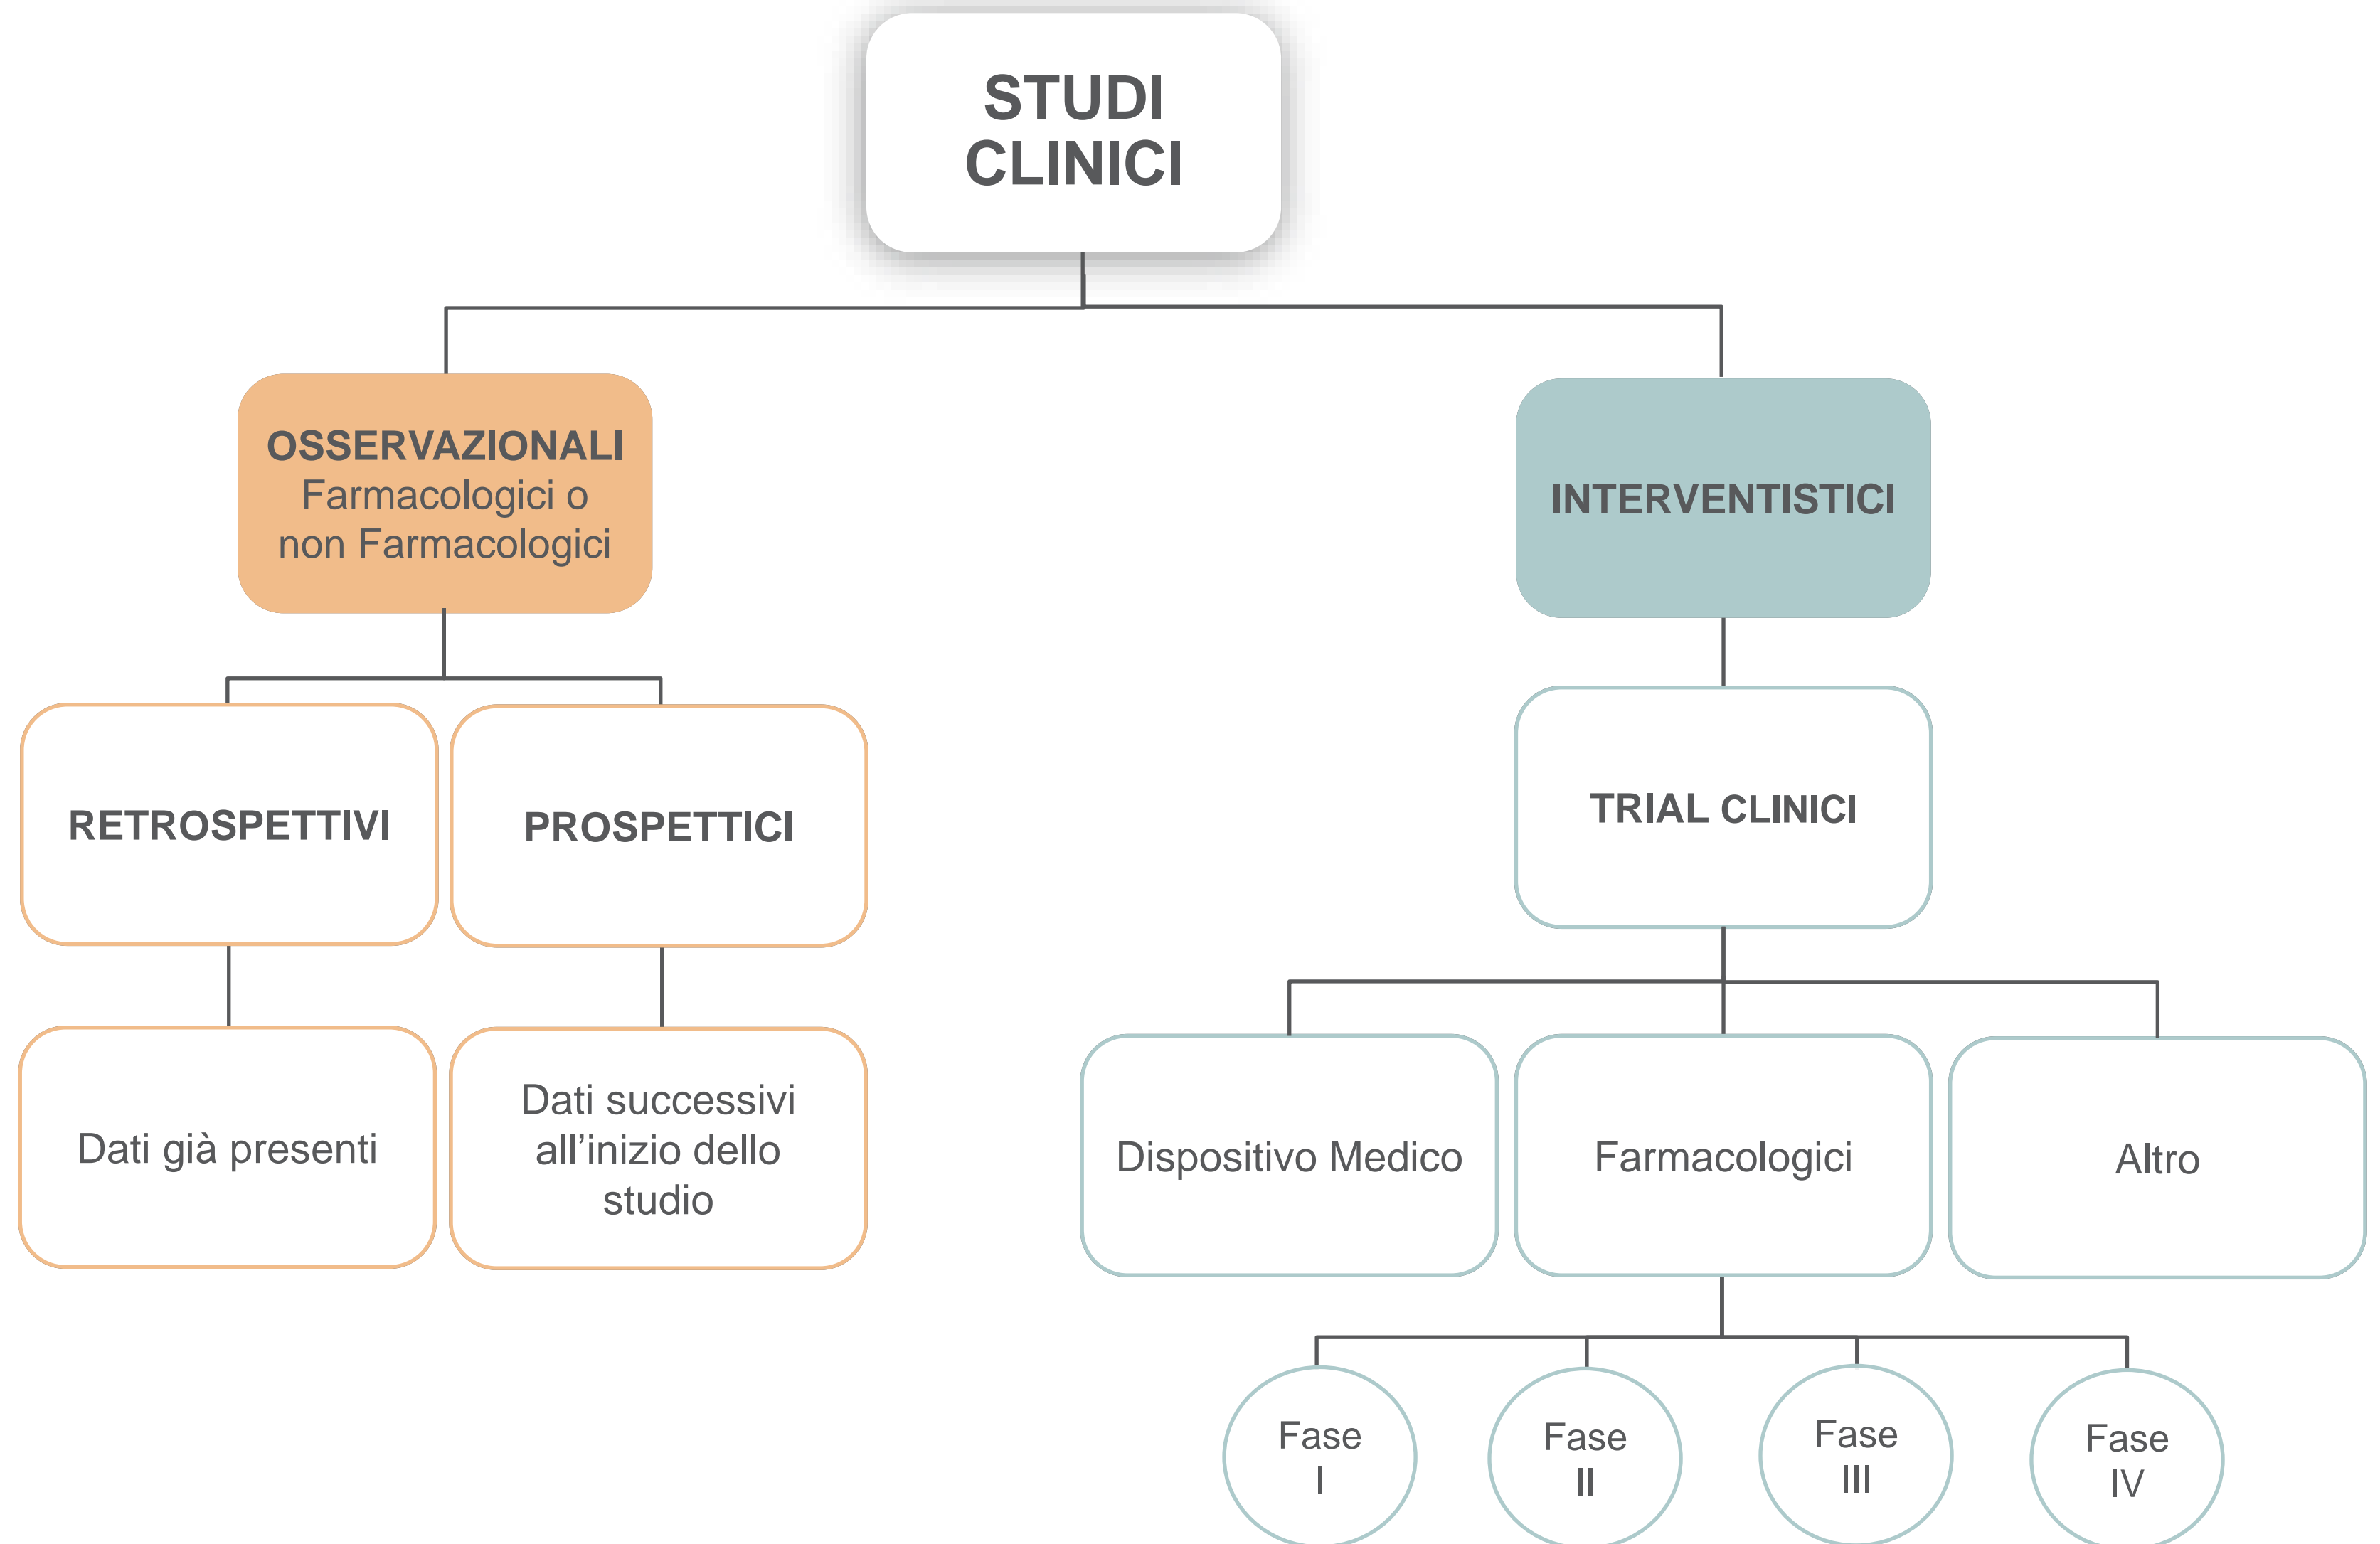 STUDI
CLINICI
OSSERVAZIONALI
Farmacologici o
non Farmacologici
INTERVENTISTICI
RETROSPETTIVI
PROSPETTICI
TRIAL CLINICI
Dati già presenti
Dati successivi
all’inizio dello
studio
Dispositivo Medico
Farmacologici
Altro
Fase
I
Fase
II
Fase
III
Fase
IV